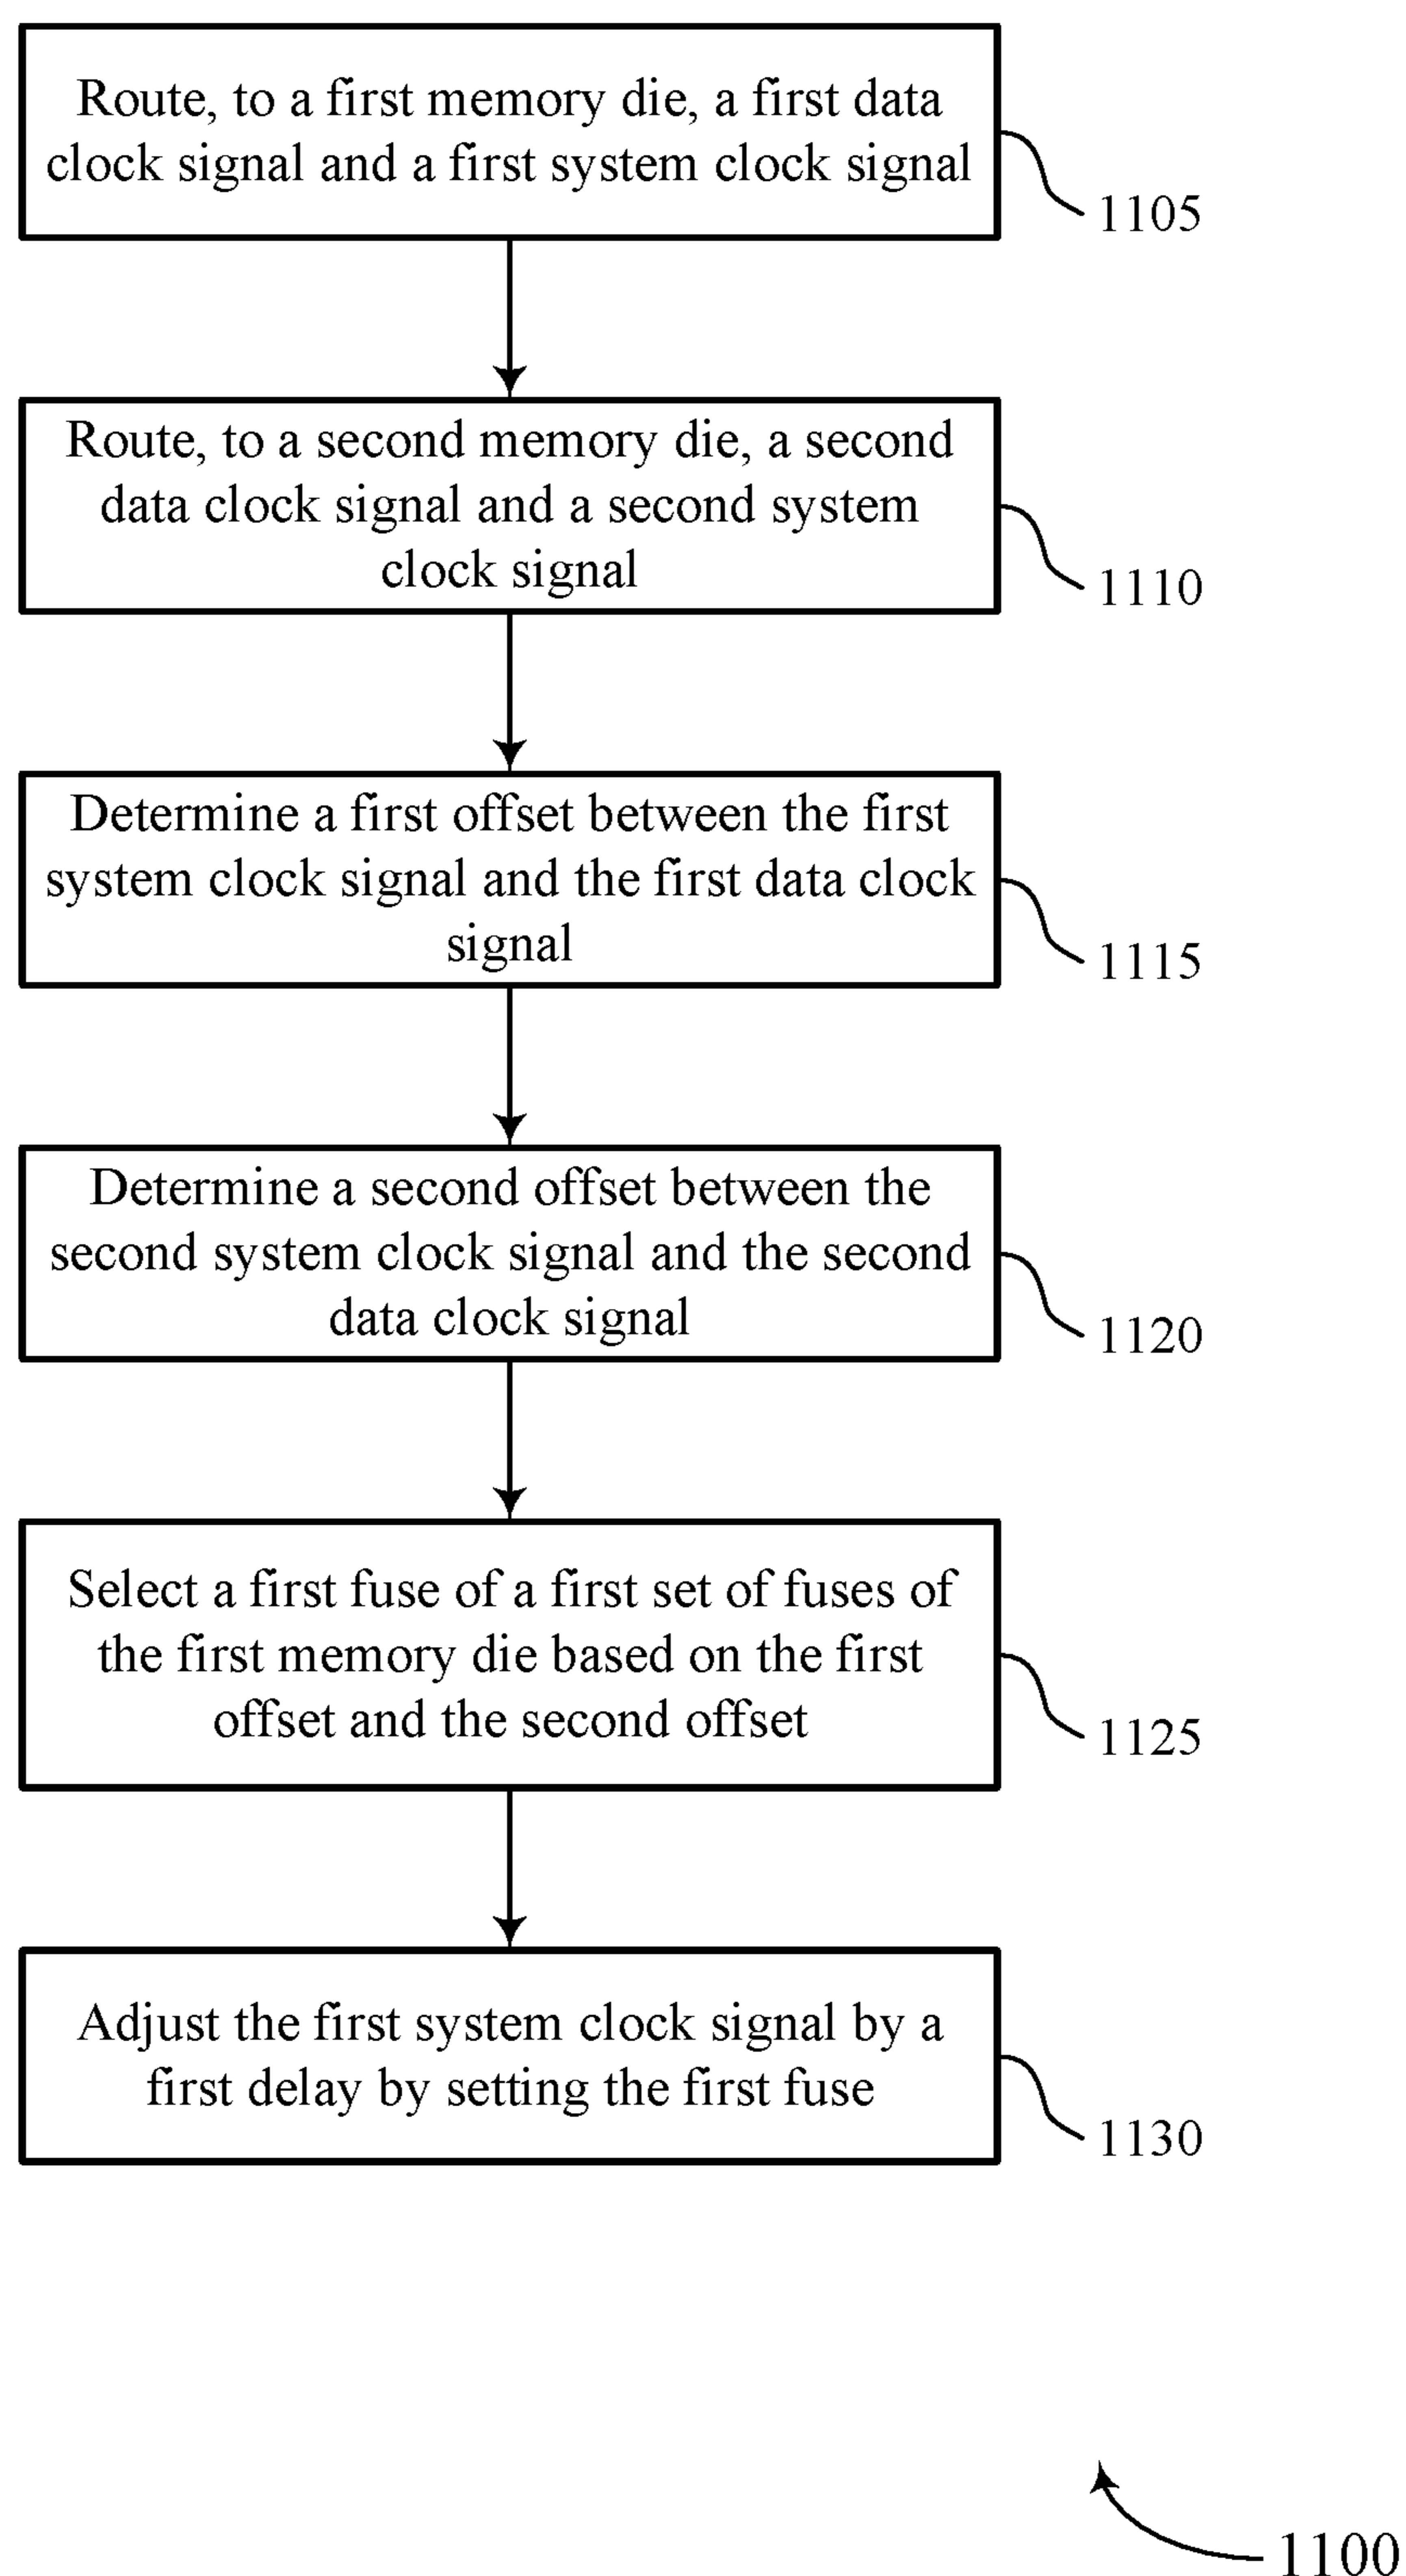 Route, to a first memory die, a first data
clock signal and a first system clock signal
1105
Route, to a second memory die, a second
data clock signal and a second system
clock signal
1110
Determine a first offset between the first
system clock signal and the first data clock
signal
1115
Determine a second offset between the
second system clock signal and the second
data clock signal
1120
Select a first fuse of a first set of fuses of
the first memory die based on the first
offset and the second offset
1125
Adjust the first system clock signal by a
first delay by setting the first fuse
1130
1100